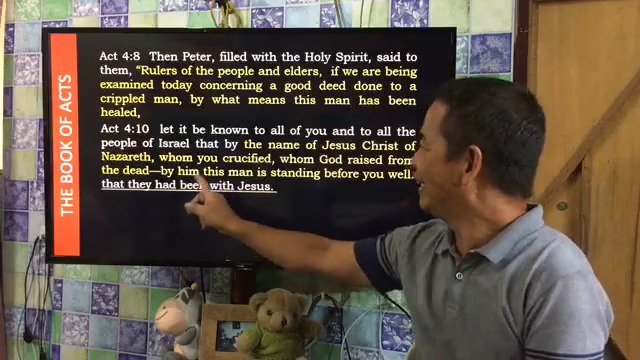 THE BOOK OF ACTS
Act 4:8 Then Peter, filled with the Holy Spirit, said to
them, “Rulers of the people and elders, if we are being
examined today concerning a good deed done to a
crippled man, by what means this man has been
healed,
Act 4:10 let it be known to all of you and to all the
people of Israel that by the name of Jesus Christ of
Nazareth, whom you crucified, whom God raised from
the dead—by him this man is standing before you well.
that they had been with Jesus.